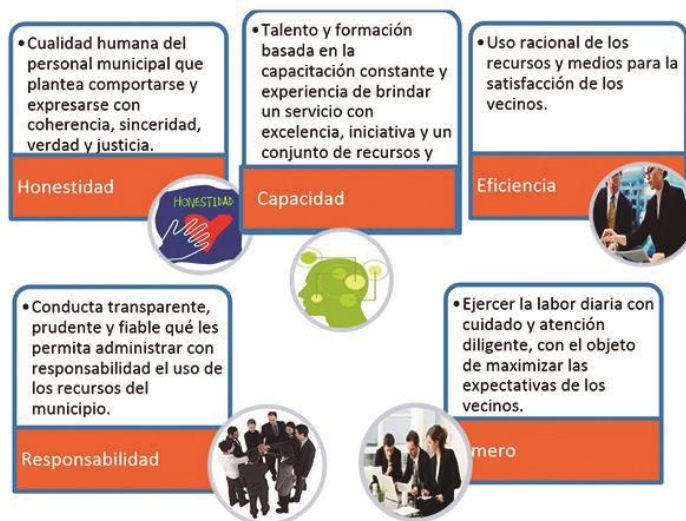 •Cualidad humana del
personal municipal que
plantea comportarse y
expresarse con
coherencia, sinceridad,
verdad y justicia.
Honestidad
HONESTIDAD
•Talento y formación
basada en la
capacitación constante y
experiencia de brindar
un servicio con
excelencia, iniciativa y un
conjunto de recursos y
Capacidad
•Uso racional de los
recursos y medios para la
satisfacción de los
vecinos.
Eficiencia
•Conducta transparente,
prudente y fiable qué les
permita administrar con
responsabilidad el uso de
los recursos del
municipio.
Responsabilidad
•Ejercer la labor diaria con
cuidado y atención
diligente, con el objeto
de maximizar las
expectativas de los
vecinos.
mero